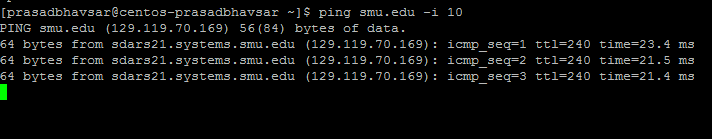 [prasadbhavsar@centos-prasadbhavsar ~]$ ping smu.edu -i 10
PING smu.edu (129.119.70.169) 56(84) bytes of data.
64 bytes from sdars21.systems.smu.edu (129.119.70.169): icmp_seq=1 ttl=240 time=23.4 ms
64 bytes from sdars21.systems.smu.edu (129.119.70.169): icmp_seq=2 ttl=240 time=21.5 ms
64 bytes from sdars21.systems.smu.edu (129.119.70.169): icmp_seq=3 ttl=240 time=21.4 ms